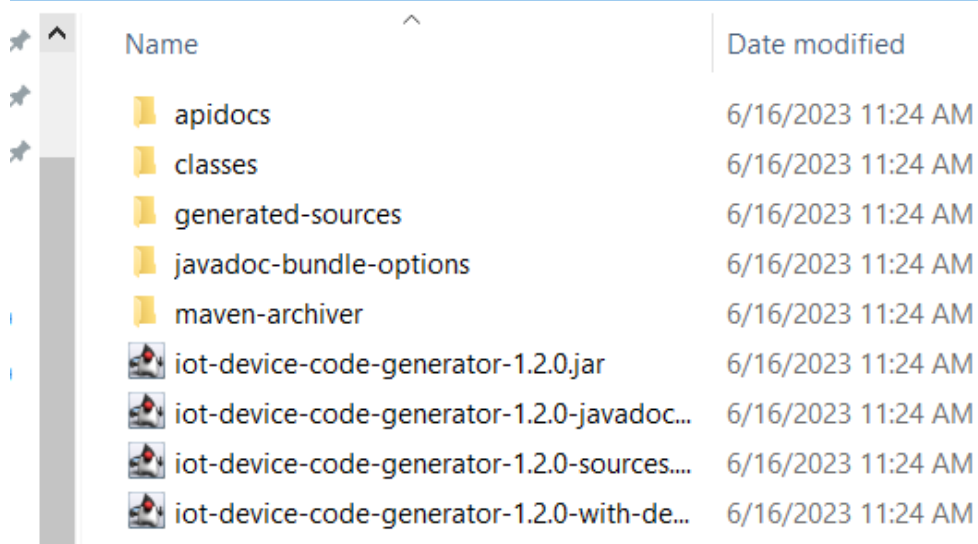 Name Date modified
apidocs 6/16/2023 11:24 AM
classes 6/16/2023 11:24 AM
generated-sources 6/16/2023 11:24 AM
javadoc-bundle-options 6/16/2023 11:24 AM
maven-archiver 6/16/2023 11:24 AM
iot-device-code-generator-1.2.0.jar 6/16/2023 11:24 AM
iot-device-code-generator-1.2.0-javadoc... 6/16/2023 11:24 AM
iot-device-code-generator-1.2.0-sources.... 6/16/2023 11:24 AM
iot-device-code-generator-1.2.0-with-de... 6/16/2023 11:24 AM